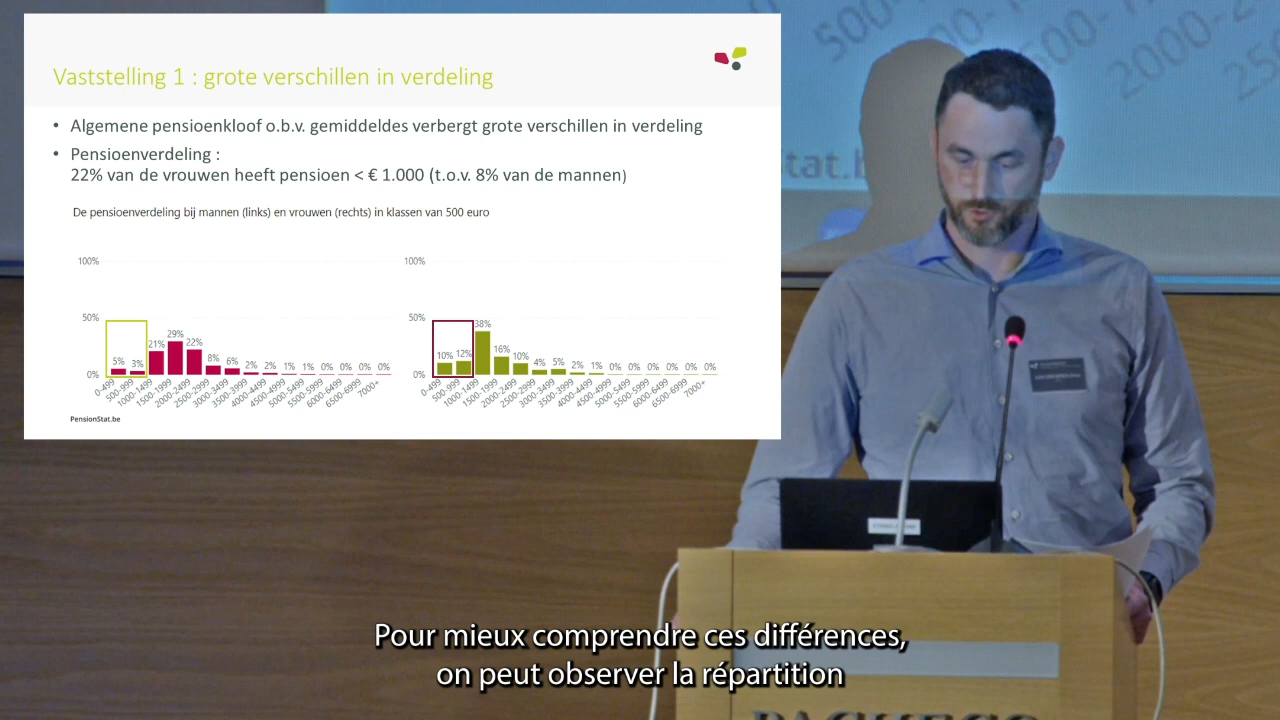 Vaststelling 1 : grote verschillen in verdeling
• Algemene pensioenkloof o.b.v. gemiddeldes verbergt grote verschillen in verdeling
• Pensioenverdeling :
22% van de vrouwen heeft pensioen < € 1.000 (t.o.v. 8% van de mannen)
De pensioenverdeling bij mannen (links) en vrouwen (rechts) in klassen van 500 euro
100%
50%
0%
5% 3% 21% 29% 22% 8% 6% 2% 2% 1% 1% 0% 0% 0% 0%
0-499 500-999 1000-1499 1500-1999 2000-2499 2500-2999 3000-3499 3500-3999 4000-4499 4500-4999 5000-5499 5500-5999 6000-6499 6500-6999 7000+
100%
50%
0%
10% 12% 38% 16% 10% 4% 5% 2% 1% 0% 0% 0% 0% 0% 0%
0-499 500-999 1000-1499 1500-1999 2000-2499 2500-2999 3000-3499 3500-3999 4000-4499 4500-4999 5000-5499 5500-5999 6000-6499 6500-6999 7000+
PensionStat.be
Pour mieux comprendre ces différences,
on peut observer la répartition
PACHECO